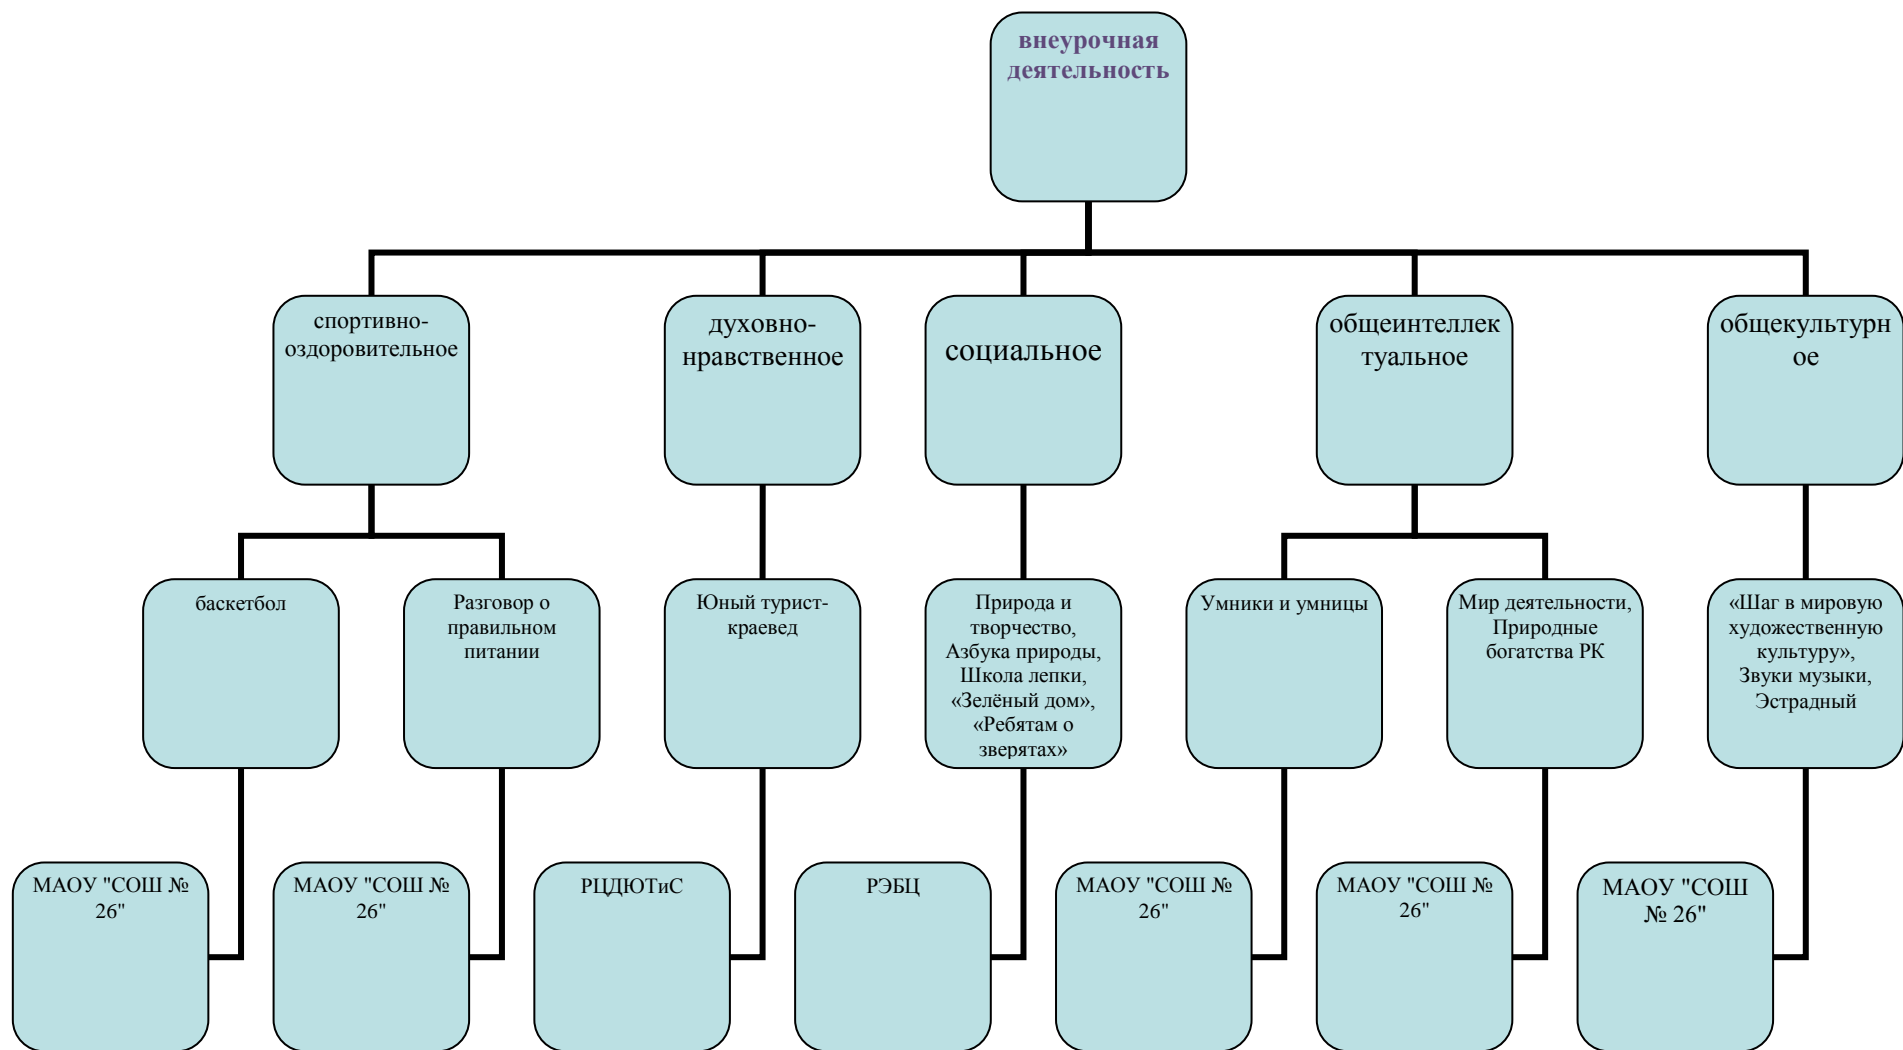 внеурочная
деятельность
спортивно-
оздоровительное
духовно-
нравственное
социальное
общеинтеллек
туальное
общекультурн
ое
баскетбол
Разговор о
правильном
питании
Юный турист-
краевед
Природа и
творчество,
Азбука природы,
Школа лепки,
«Зелёный дом»,
«Ребятам о
зверятах»
Умники и умницы
Мир деятельности,
Природные
богатства РК
«Шаг в мировую
художественную
культуру»,
Звуки музыки,
Эстрадный
МАОУ "СОШ №
26"
МАОУ "СОШ №
26"
РЦДЮТиС
РЭБЦ
МАОУ "СОШ №
26"
МАОУ "СОШ №
26"
МАОУ "СОШ
№ 26"